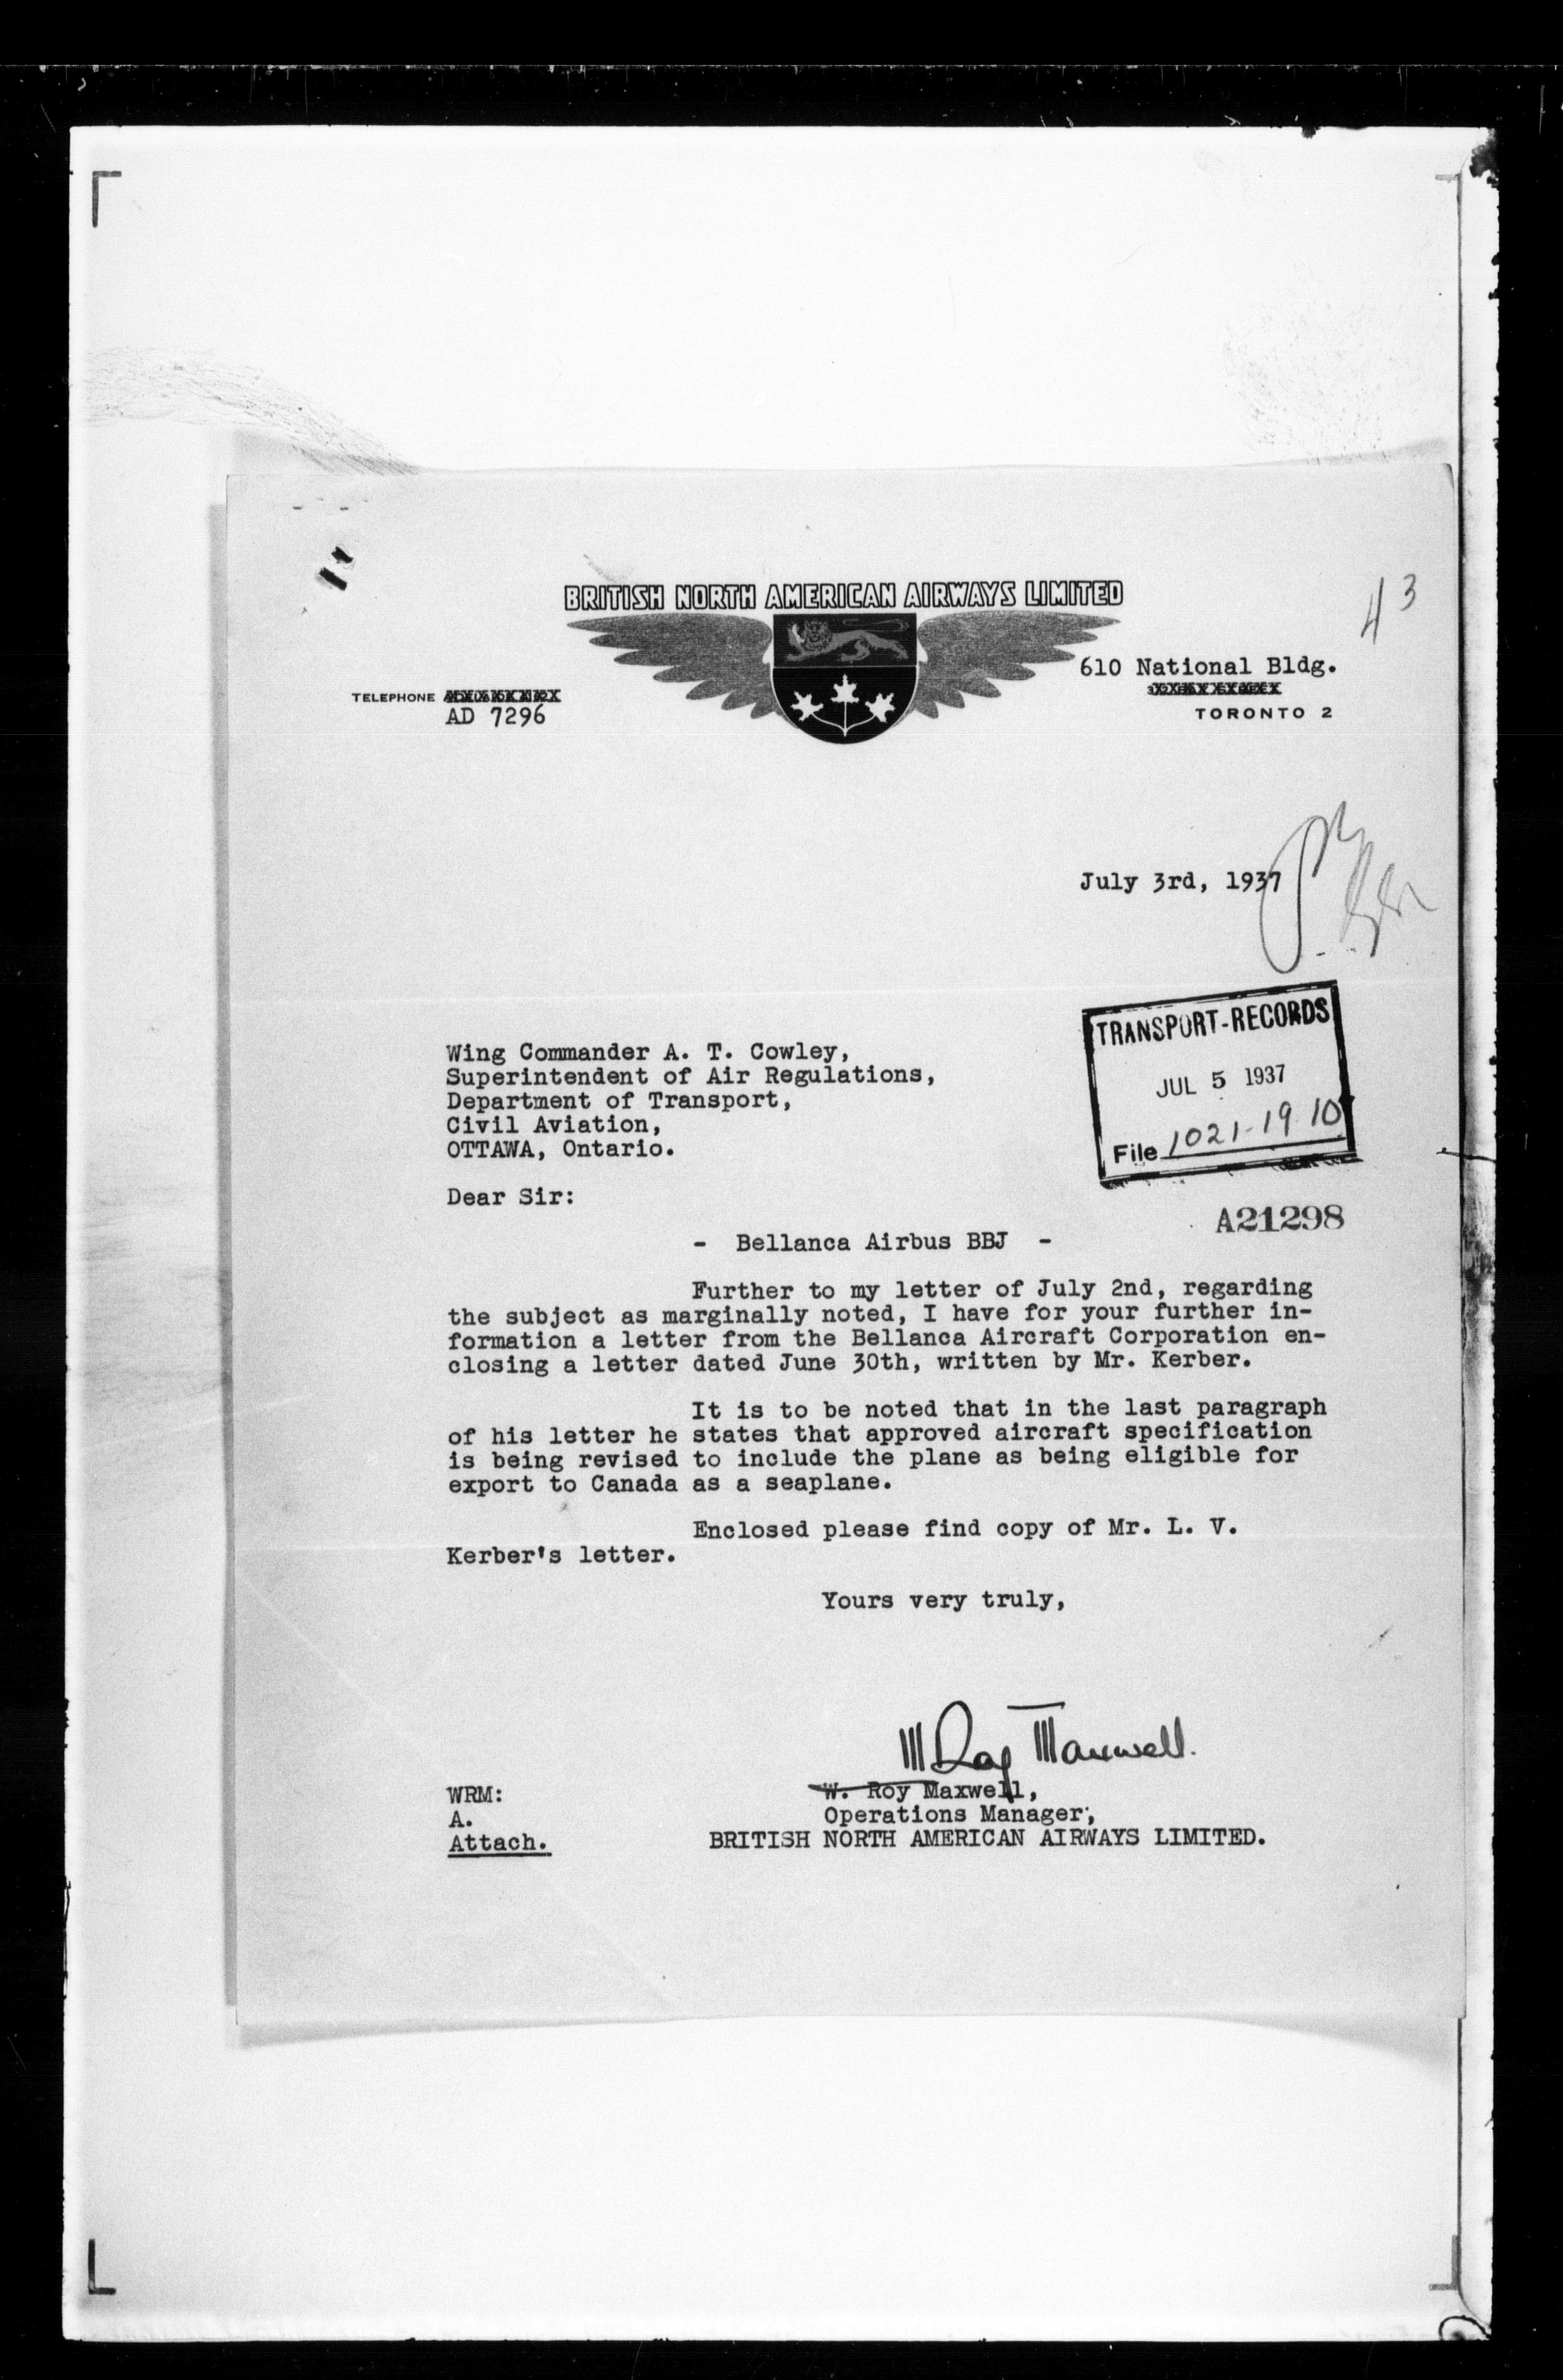 BRITISH NORTH AMERICAN AIRWAYS LIMITED
43
610 National Bldg.
TELEPHONE
AD 7296
TORONTO 2
July 3rd, 1937
TRANSPORT-RECORDS
JUL 5 1937
File 1021-19-10
Wing Commander A. T. Cowley,
Superintendent of Air Regulations,
Department of Transport,
Civil Aviation,
OTTAWA, Ontario.
Dear Sir:
A21298
- Bellanca Airbus BBJ -
Further to my letter of July 2nd, regarding
the subject as marginally noted, I have for your further in-
formation a letter from the Bellanca Aircraft Corporation en-
closing a letter dated June 30th, written by Mr. Kerber.
It is to be noted that in the last paragraph
of his letter he states that approved aircraft specification
is being revised to include the plane as being eligible for
export to Canada as a seaplane.
Enclosed please find copy of Mr. L. V.
Kerber's letter.
Yours very truly,
W Roy Maxwell.
WRM:
A.
Attach.
W. Roy Maxwell,
Operations Manager,
BRITISH NORTH AMERICAN AIRWAYS LIMITED.